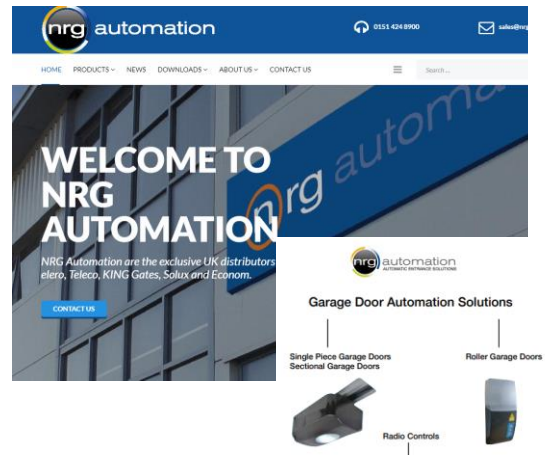 nrg automation
0151 424 8900
sales@nrg
HOME PRODUCTS NEWS DOWNLOADS ABOUT US CONTACT US
Search ...
WELCOME TO
NRG
AUTOMATION
nrg automation
NRG Automation are the exclusive UK distributors
elero, Teleco, KING Gates, Solux and Econom.
CONTACT US
nrg automation
AUTOMATIC ENTRANCE SOLUTIONS
Garage Door Automation Solutions
Single Piece Garage Doors
Sectional Garage Doors
Roller Garage Doors
Radio Controls